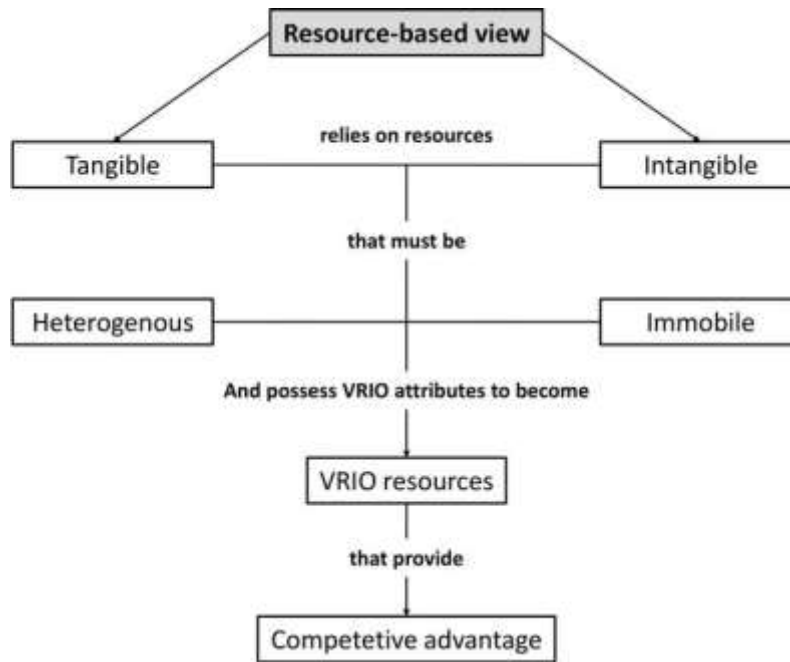 Resource-based view
relies on resources
Tangible
Intangible
that must be
Heterogenous
Immobile
And possess VRIO attributes to become
VRIO resources
that provide
Competetive advantage